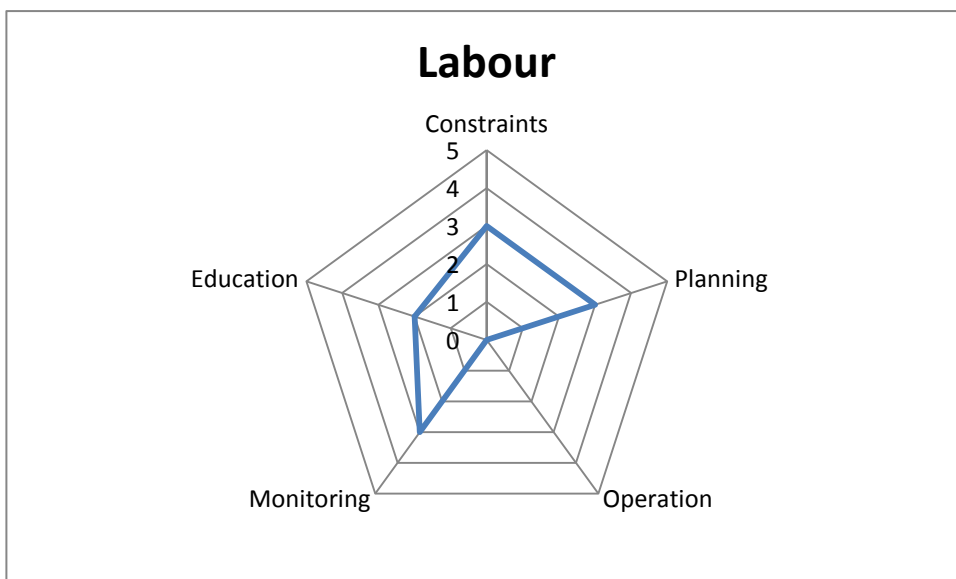 Labour
Constraints
5
4
3
2
1
0
Education
Planning
Monitoring
Operation